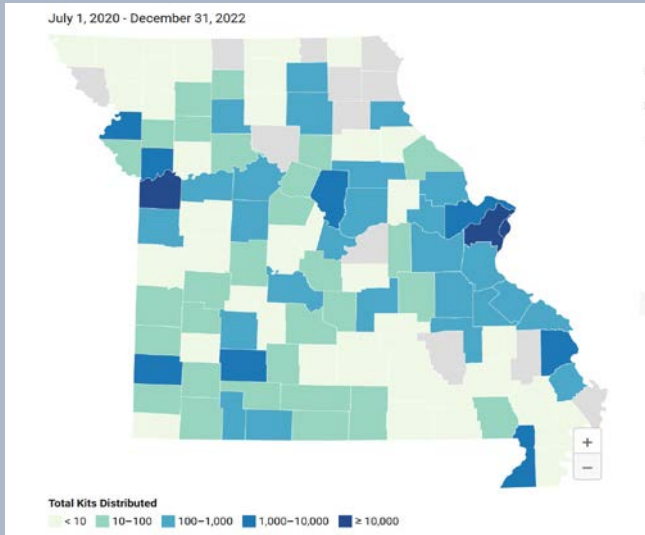 July 1, 2020 - December 31, 2022
+
−
Total Kits Distributed
< 10 10–100 100–1,000 1,000–10,000 ≥ 10,000